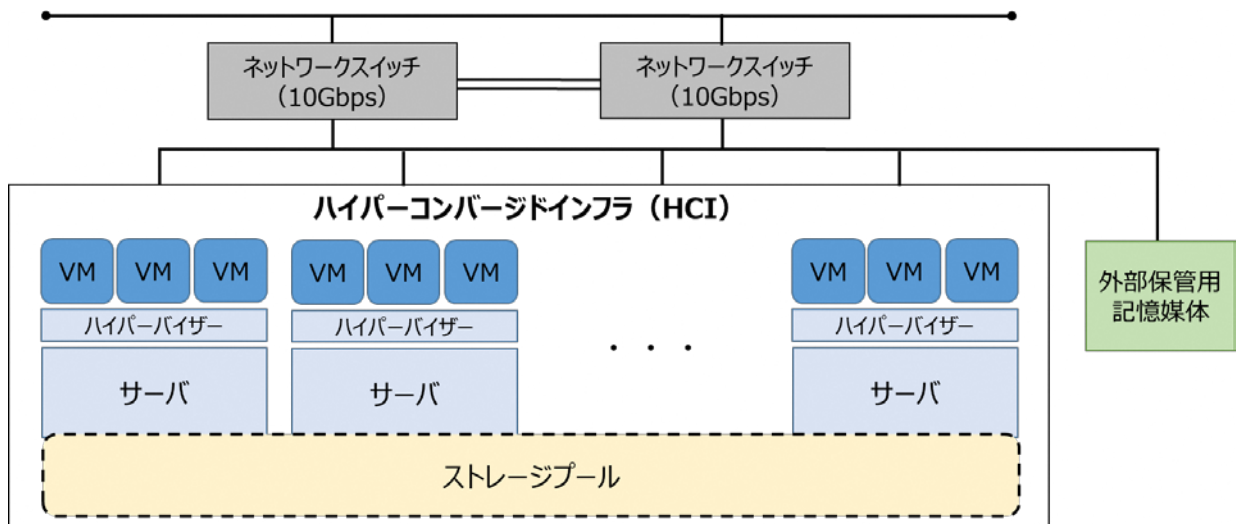 ネットワークスイッチ
（10Gbps）
ネットワークスイッチ
（10Gbps）
ハイパーコンバージドインフラ（HCI）
VM VM VM
VM VM VM
VM VM VM
ハイパーバイザー
ハイパーバイザー
ハイパーバイザー
サーバ
サーバ
・・・
サーバ
ストレージプール
外部保管用
記憶媒体